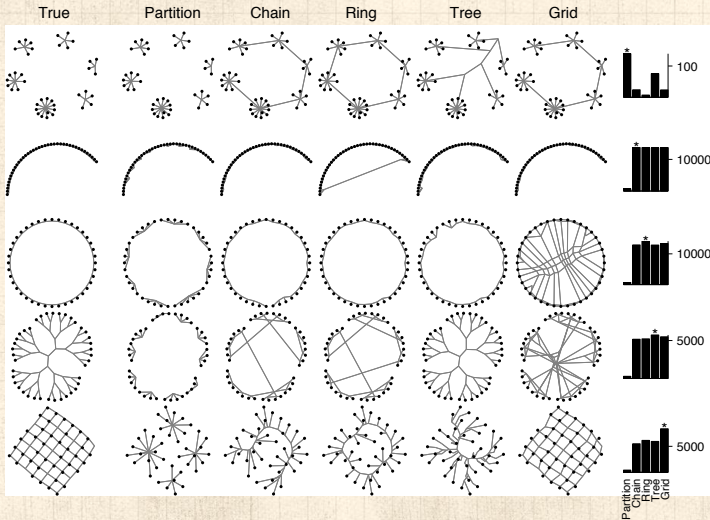 True Partition Chain Ring Tree Grid
*
100
*
10000
*
10000
*
5000
*
5000
Partition
Chain
Ring
Tree
Grid